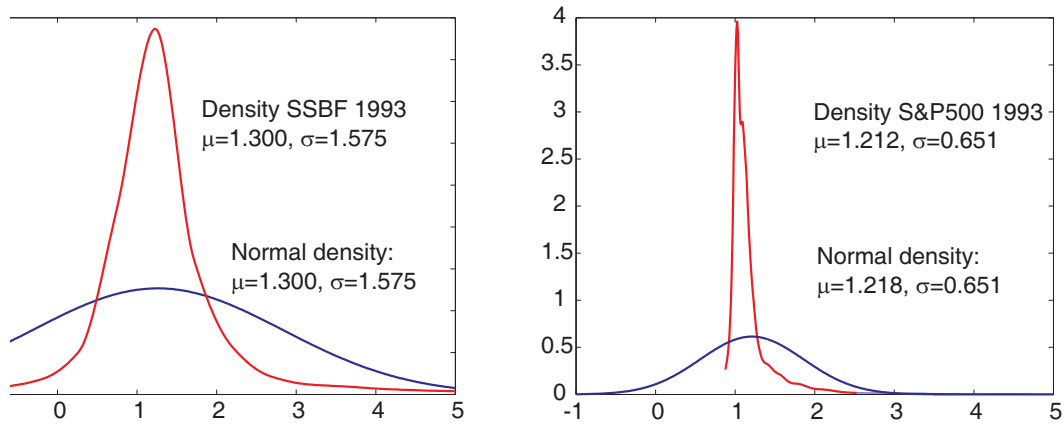 Density SSBF 1993
μ=1.300, σ=1.575
Normal density:
μ=1.300, σ=1.575
0 1 2 3 4 5
4
3.5
3
2.5
2
1.5
1
0.5
0
Density S&P500 1993
μ=1.212, σ=0.651
Normal density:
μ=1.218, σ=0.651
-1 0 1 2 3 4 5